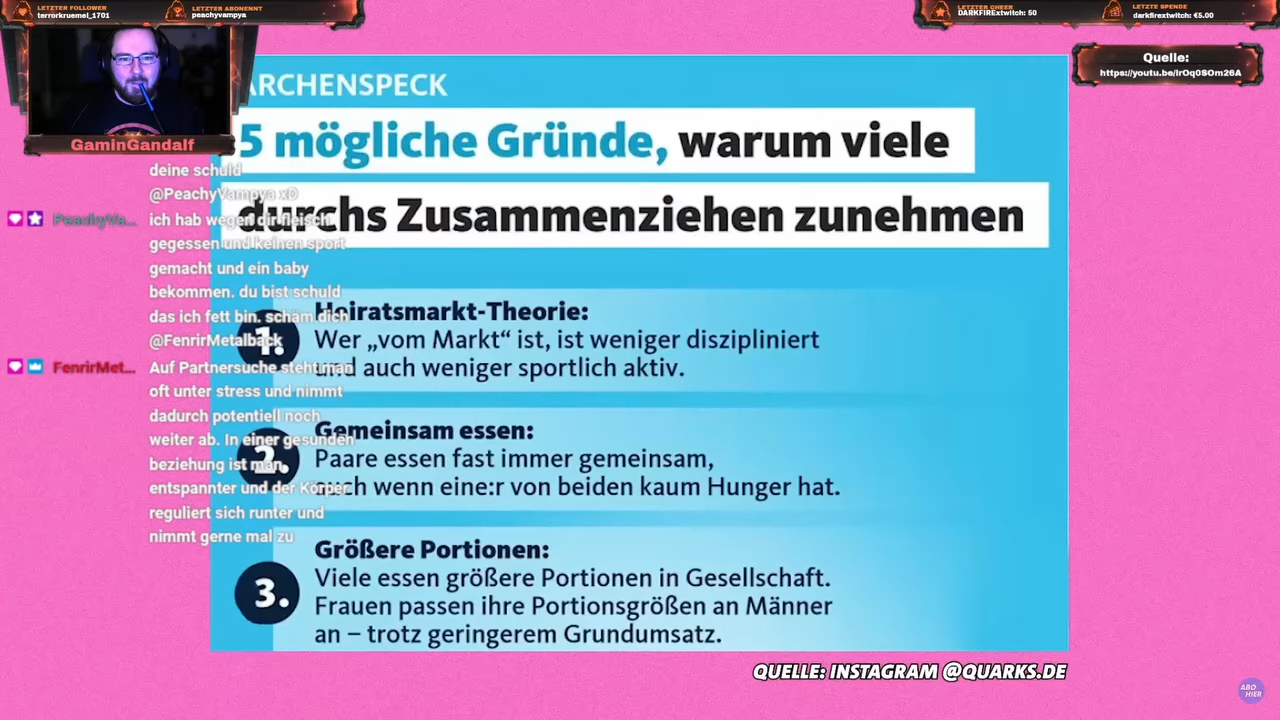 LETZTER FOLLOWER
terrorkruemel_1701
LETZTER ABONNENT
peachyvampya
LETZTER CHEER
DARKFIREXtwitch: 50
LETZTE SPENDE
darkfirextwitch: €5.00
Quelle:
https://youtu.be/IrOq0SOm26A
GaminGandalf
ARCHENSPECK
5 mögliche Gründe, warum viele
durchs Zusammenziehen zunehmen
1. Heiratsmarkt-Theorie:
Wer „vom Markt“ ist, ist weniger diszipliniert
und auch weniger sportlich aktiv.
2. Gemeinsam essen:
Paare essen fast immer gemeinsam,
auch wenn eine:r von beiden kaum Hunger hat.
3. Größere Portionen:
Viele essen größere Portionen in Gesellschaft.
Frauen passen ihre Portionsgrößen an Männer
an – trotz geringerem Grundumsatz.
deine schuld
@PeachyVampya xD
PeachyVa... ich hab wegen dir fleisch
gegessen und keinen sport
gemacht und ein baby
bekommen. du bist schuld
das ich fett bin. schäm dich
@FenrirMetalback
FenrirMet... Auf Partnersuche steht man
oft unter stress und nimmt
dadurch potentiell noch
weiter ab. In einer gesunden
beziehung ist man
entspannter und der Körper
reguliert sich runter und
nimmt gerne mal zu
QUELLE: INSTAGRAM @QUARKS.DE
ABO
HIER